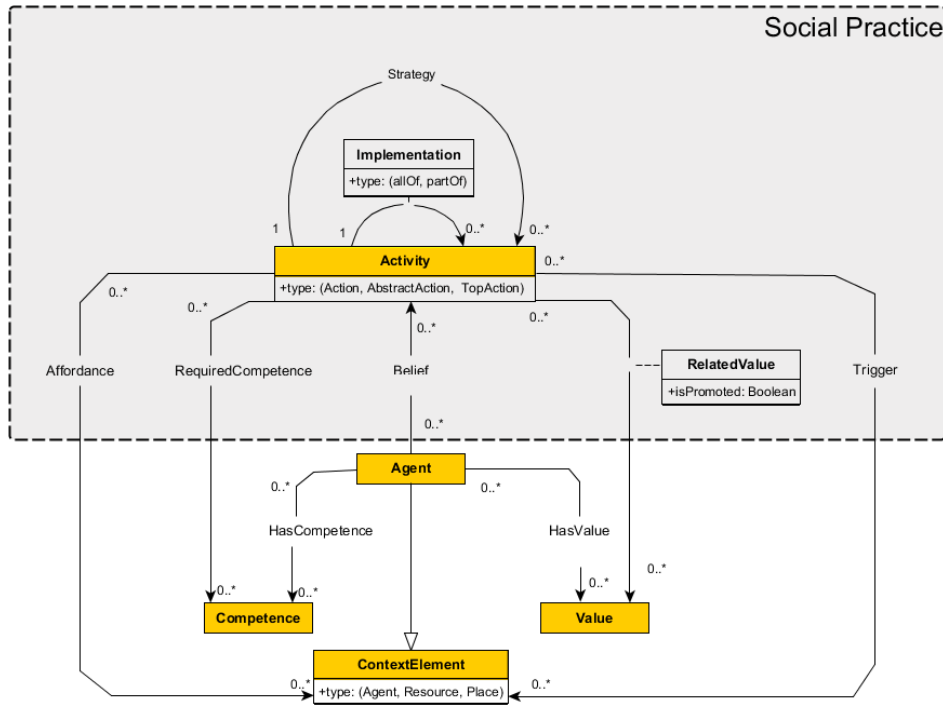 Social Practice
Strategy
Implementation
+type: (allOf, partOf)
1
1
0..*
0..*
Activity
+type: (Action, AbstractAction, TopAction)
0..*
0..*
0..*
0..*
0..*
Affordance
RequiredCompetence
Belief
RelatedValue
+isPromoted: Boolean
Trigger
0..*
Agent
0..*
0..*
HasCompetence
HasValue
0..*
0..*
0..*
0..*
Competence
Value
ContextElement
+type: (Agent, Resource, Place)
0..*
0..*